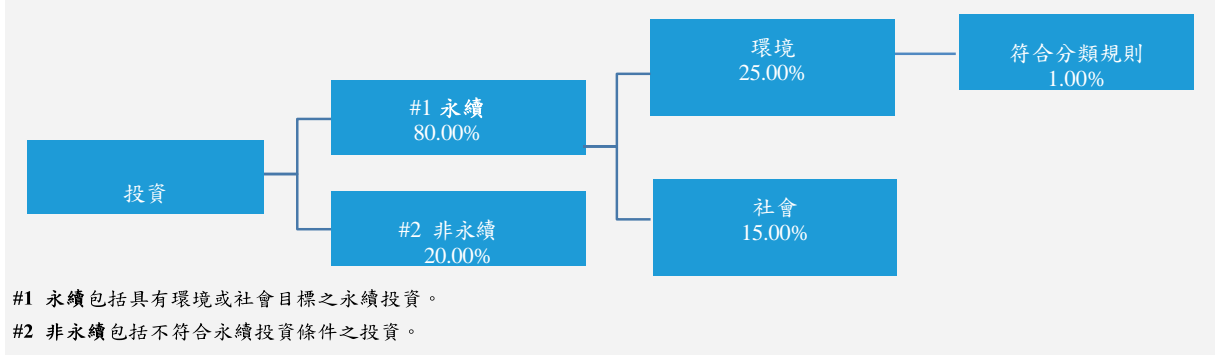 投資
#1 永續
80.00%
#2 非永續
20.00%
環境
25.00%
社會
15.00%
符合分類規則
1.00%
#1 永續包括具有環境或社會目標之永續投資。
#2 非永續包括不符合永續投資條件之投資。